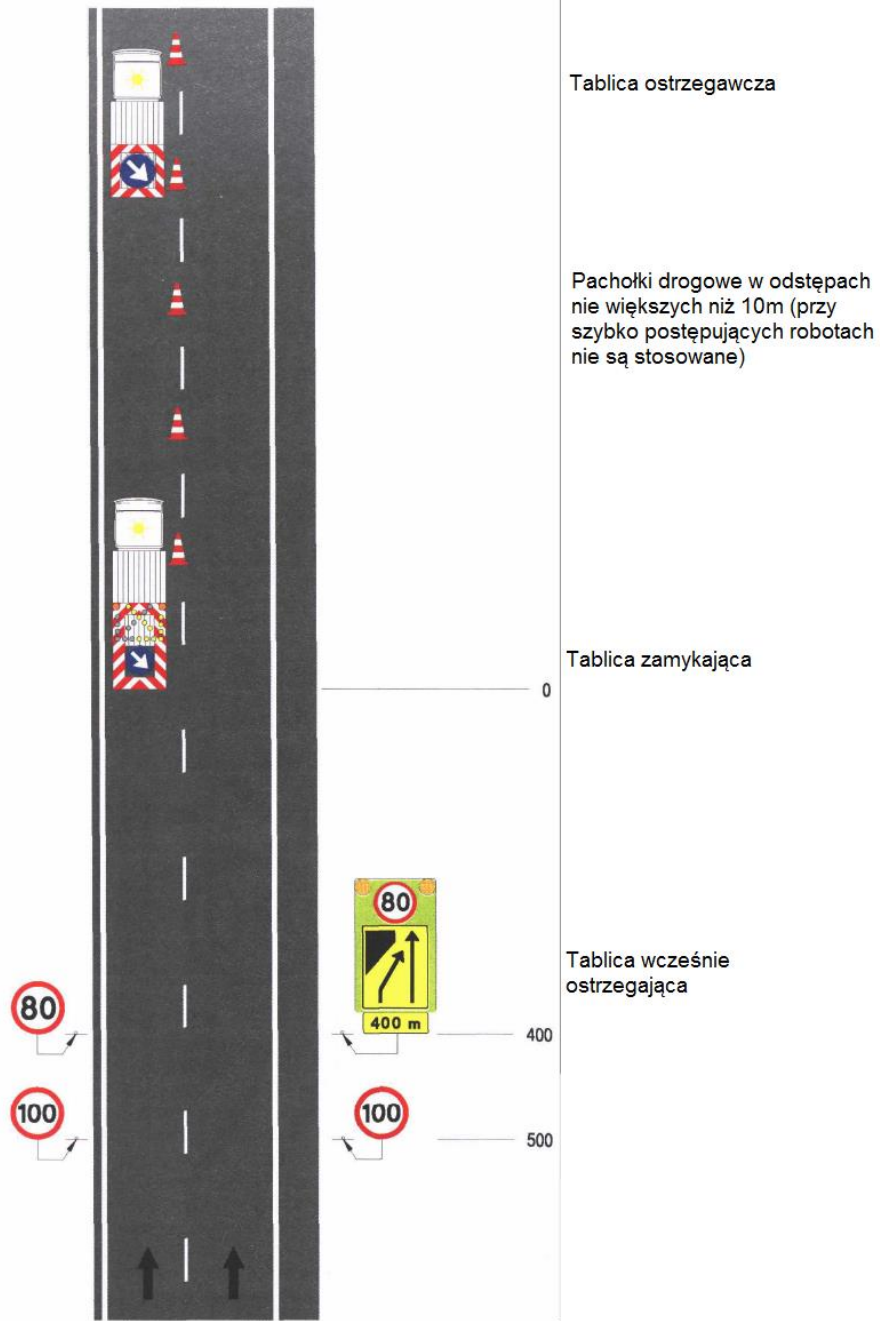 Tablica ostrzegawcza
Pachołki drogowe w odstępach
nie większych niż 10m (przy
szybko postępujących robotach
nie są stosowane)
Tablica zamykająca
0
80
Tablica wcześnie
ostrzegająca
80
400 m
400
100
100
500